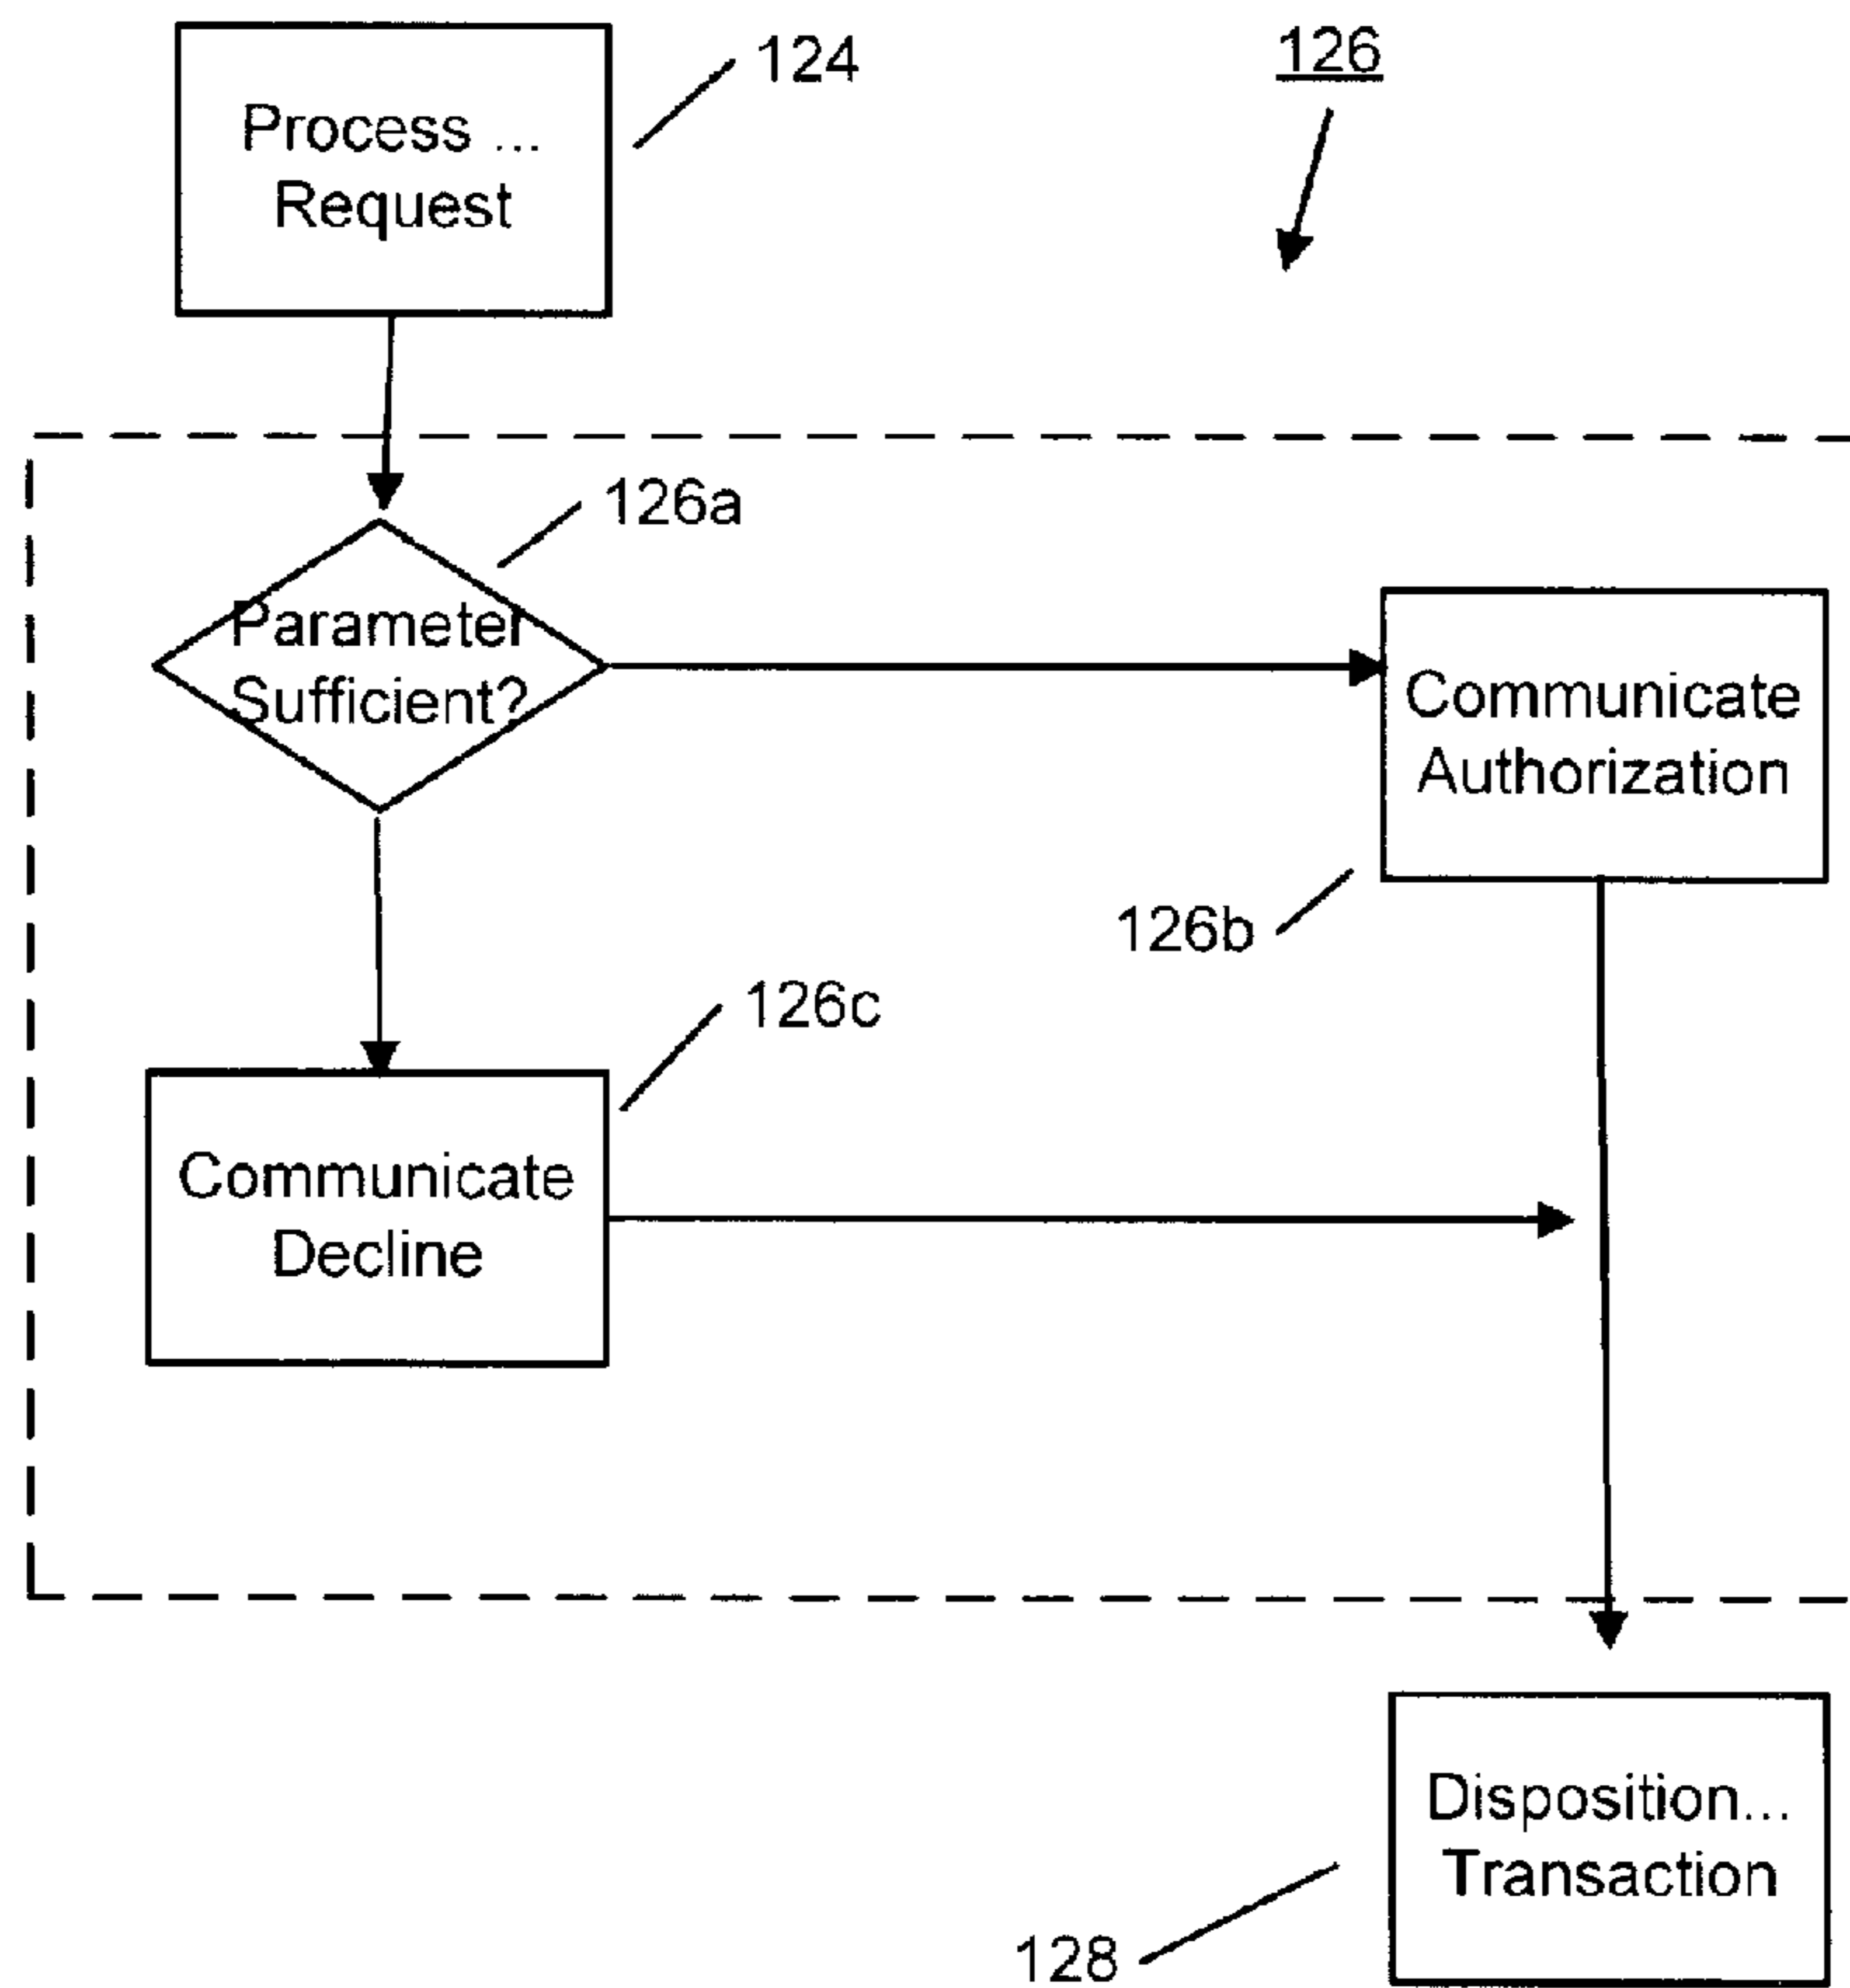 124
126
Process ...
Request
126a
Parameter
Sufficient?
Communicate
Authorization
126b
126c
Communicate
Decline
Disposition...
Transaction
128